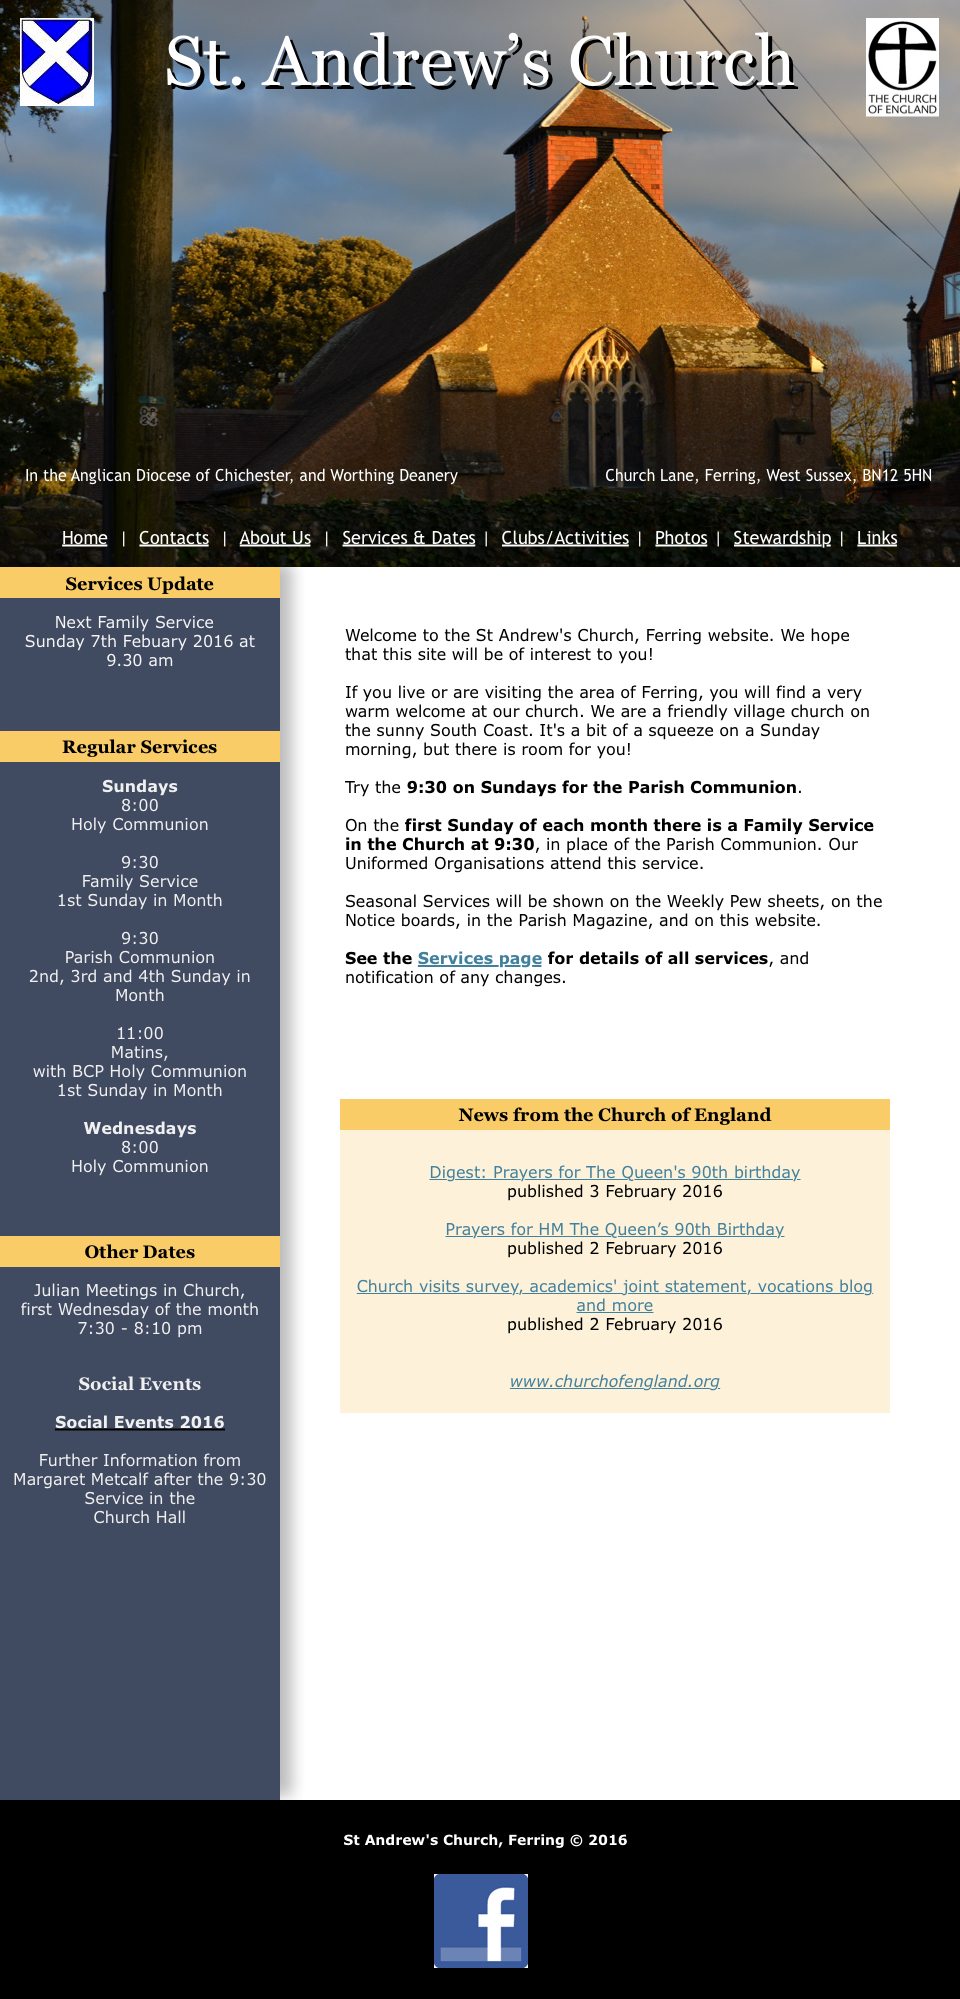 St. Andrew’s Church
THE CHURCH
OF ENGLAND
In the Anglican Diocese of Chichester, and Worthing Deanery
Church Lane, Ferring, West Sussex, BN12 5HN
Home | Contacts | About Us | Services & Dates | Clubs/Activities | Photos | Stewardship | Links
Services Update
Next Family Service
Sunday 7th Febuary 2016 at
9.30 am
Regular Services
Sundays
8:00
Holy Communion
9:30
Family Service
1st Sunday in Month
9:30
Parish Communion
2nd, 3rd and 4th Sunday in
Month
11:00
Matins,
with BCP Holy Communion
1st Sunday in Month
Wednesdays
8:00
Holy Communion
Other Dates
Julian Meetings in Church,
first Wednesday of the month
7:30 - 8:10 pm
Social Events
Social Events 2016
Further Information from
Margaret Metcalf after the 9:30
Service in the
Church Hall
Welcome to the St Andrew's Church, Ferring website. We hope
that this site will be of interest to you!
If you live or are visiting the area of Ferring, you will find a very
warm welcome at our church. We are a friendly village church on
the sunny South Coast. It's a bit of a squeeze on a Sunday
morning, but there is room for you!
Try the 9:30 on Sundays for the Parish Communion.
On the first Sunday of each month there is a Family Service
in the Church at 9:30, in place of the Parish Communion. Our
Uniformed Organisations attend this service.
Seasonal Services will be shown on the Weekly Pew sheets, on the
Notice boards, in the Parish Magazine, and on this website.
See the Services page for details of all services, and
notification of any changes.
News from the Church of England
Digest: Prayers for The Queen's 90th birthday
published 3 February 2016
Prayers for HM The Queen’s 90th Birthday
published 2 February 2016
Church visits survey, academics' joint statement, vocations blog
and more
published 2 February 2016
www.churchofengland.org
St Andrew's Church, Ferring © 2016
f